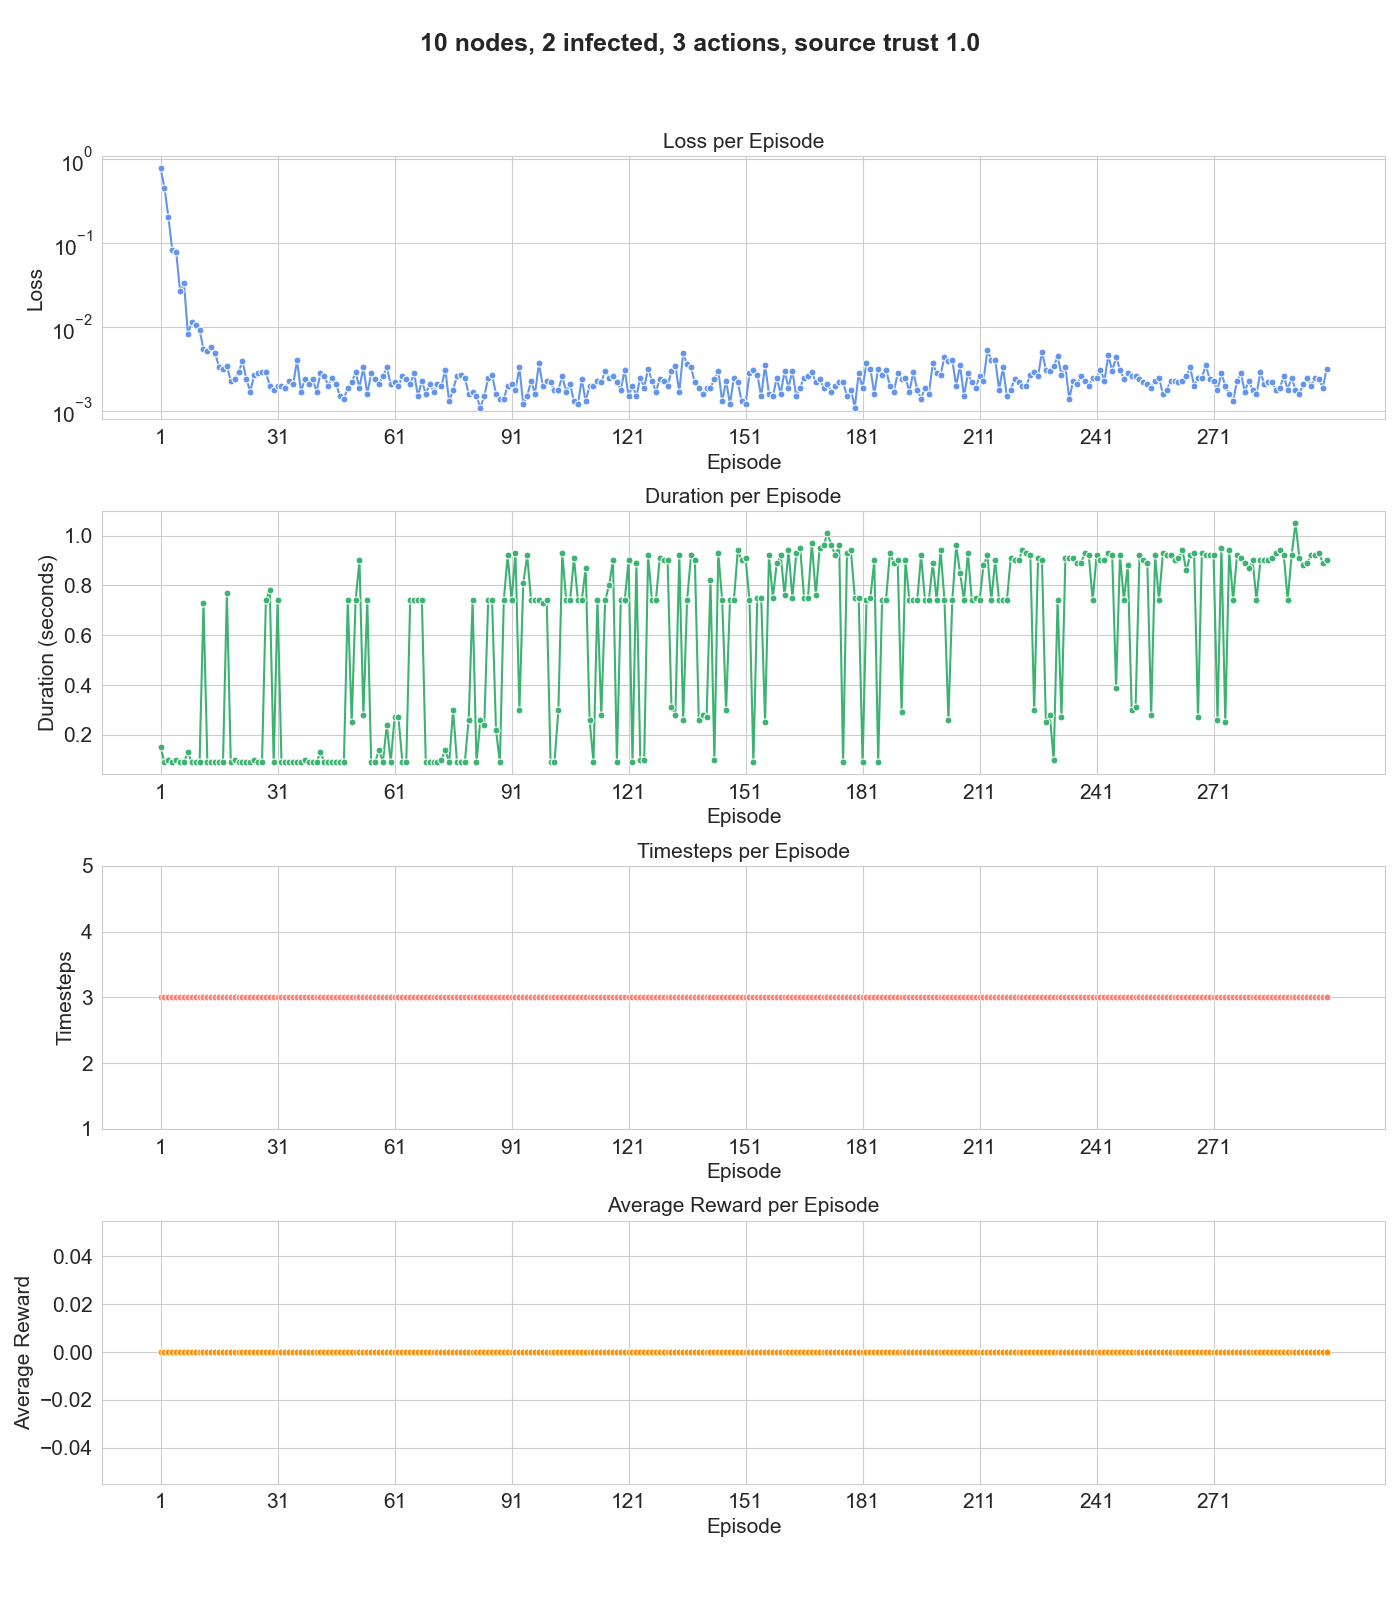 10 nodes, 2 infected, 3 actions, source trust 1.0
Loss per Episode
10⁰
10⁻¹
10⁻²
10⁻³
Loss
1 31 61 91 121 151 181 211 241 271
Episode
Duration per Episode
1.0
0.8
0.6
0.4
0.2
Duration (seconds)
1 31 61 91 121 151 181 211 241 271
Episode
Timesteps per Episode
5
4
3
2
1
Timesteps
1 31 61 91 121 151 181 211 241 271
Episode
Average Reward per Episode
0.04
0.02
0.00
−0.02
−0.04
Average Reward
1 31 61 91 121 151 181 211 241 271
Episode